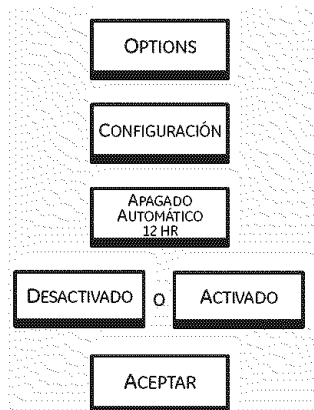 OPTIONS
CONFIGURACIÓN
APAGADO
AUTOMÁTICO
12 HR
DESACTIVADO O ACTIVADO
ACEPTAR